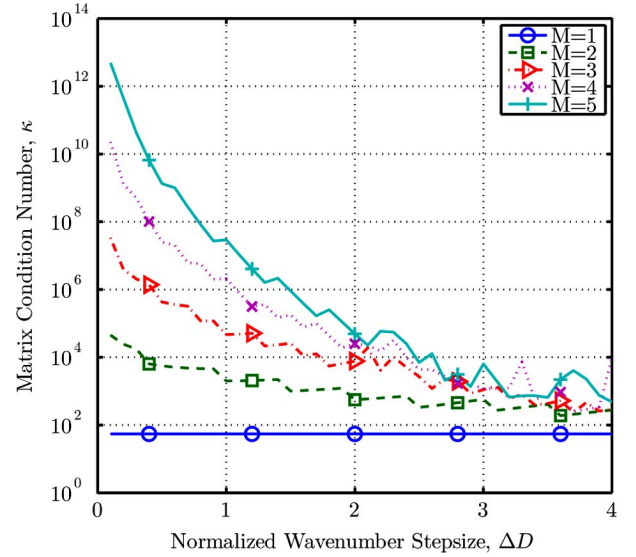 10^14
10^12
10^10
10^8
10^6
10^4
10^2
10^0
Matrix Condition Number, κ
M=1
M=2
M=3
M=4
M=5
0
1
2
3
4
Normalized Wavenumber Stepsize, ΔD